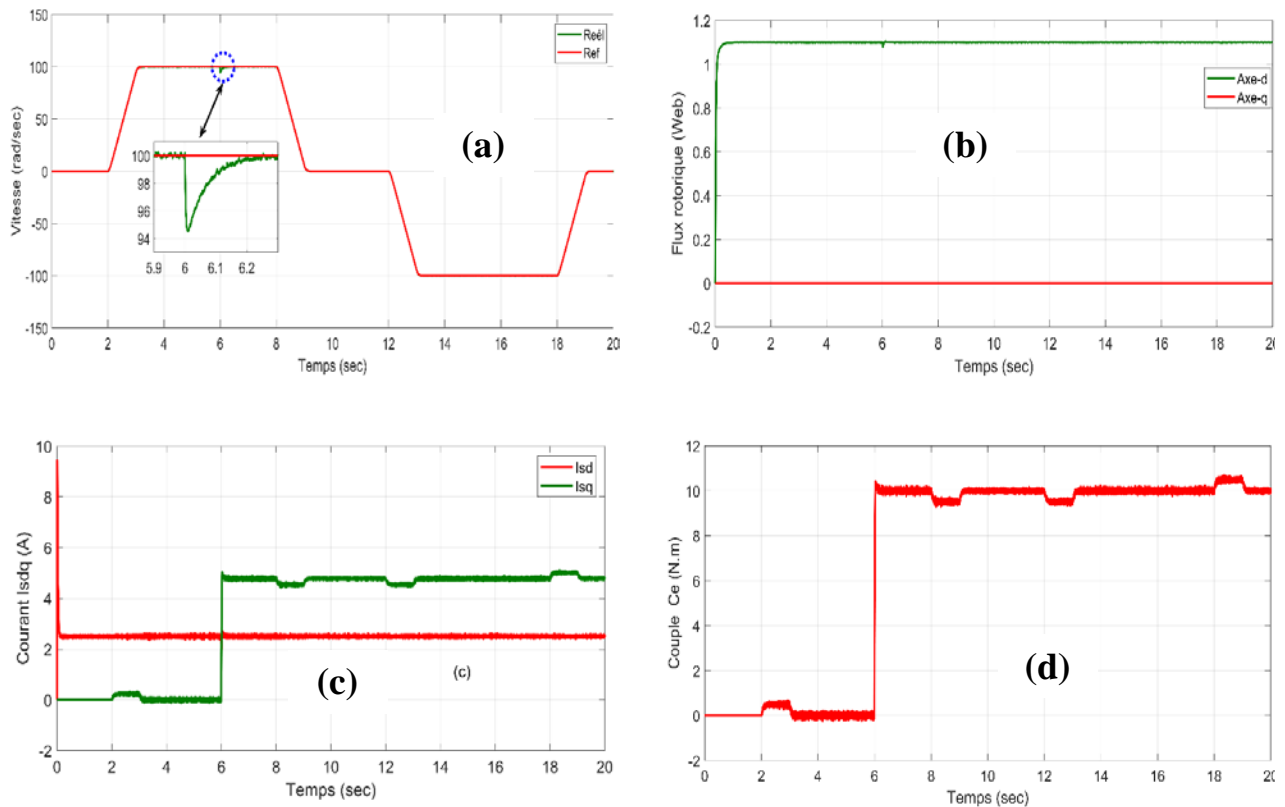 150
100
50
0
-50
-100
-150
Vitesse (rad/sec)
Reél
Ref
(a)
100
98
96
94
5.9 6 6.1 6.2
0 2 4 6 8 10 12 14 16 18 20
Temps (sec)
1.2
1
0.8
0.6
0.4
0.2
0
-0.2
Flux rotorique (Web)
Axe-d
Axe-q
(b)
0 2 4 6 8 10 12 14 16 18 20
Temps (sec)
10
8
6
4
2
0
-2
Courant Isdq (A)
Isd
Isq
(c)
(c)
0 2 4 6 8 10 12 14 16 18 20
Temps (sec)
12
10
8
6
4
2
0
-2
Couple Ce (N.m)
(d)
0 2 4 6 8 10 12 14 16 18 20
Temps (sec)